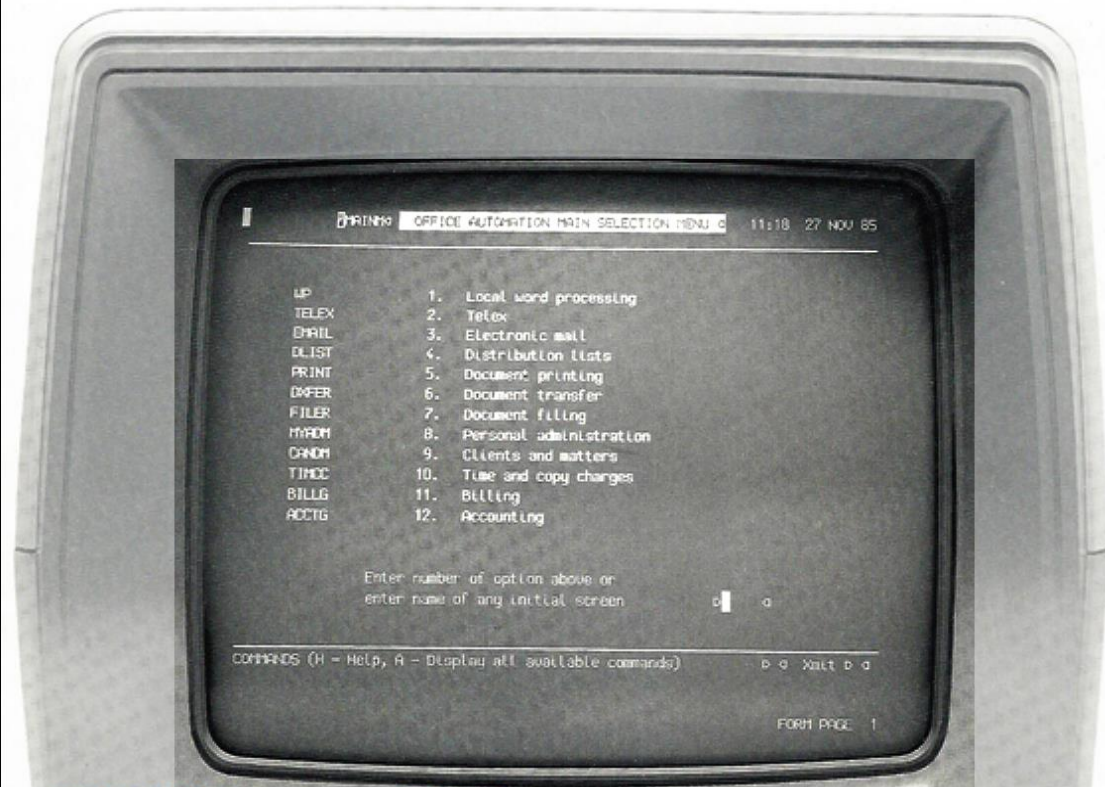 MAINM OFFICE AUTOMATION MAIN SELECTION MENU 11:18 27 NOV 85
WP 1. Local word processing
TELEX 2. Telex
EMAIL 3. Electronic mail
DLIST 4. Distribution lists
PRINT 5. Document printing
DXFER 6. Document transfer
FILER 7. Document filing
MYADM 8. Personal administration
CANDM 9. Clients and matters
TIMCC 10. Time and copy charges
BILLG 11. Billing
ACCTG 12. Accounting
Enter number of option above or
enter name of any initial screen
COMMANDS (H - Help, A - Display all available commands) Xmit
FORM PAGE 1